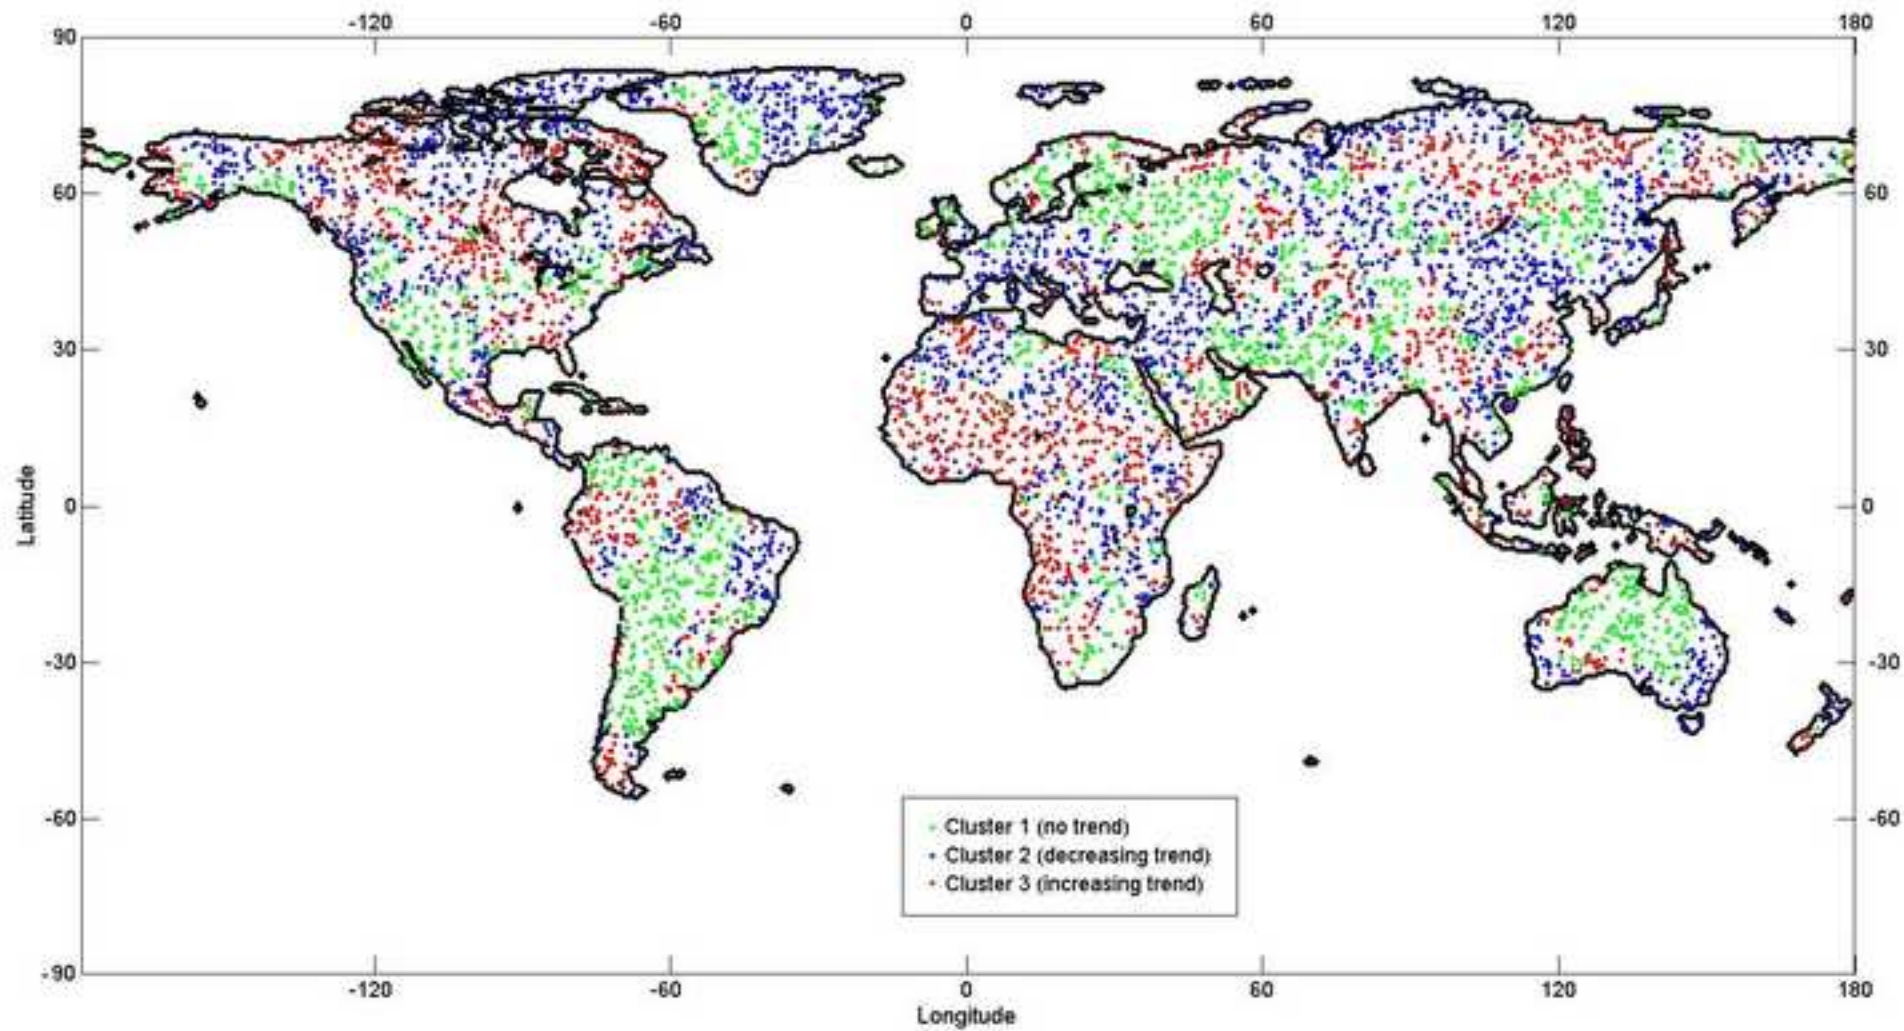 -120 -60 0 60 120 180
90
60 60
30 30
0 0
-30 -30
-60 -60
-90
Latitude
Cluster 1 (no trend)
Cluster 2 (decreasing trend)
Cluster 3 (increasing trend)
-120 -60 0 60 120 180
Longitude